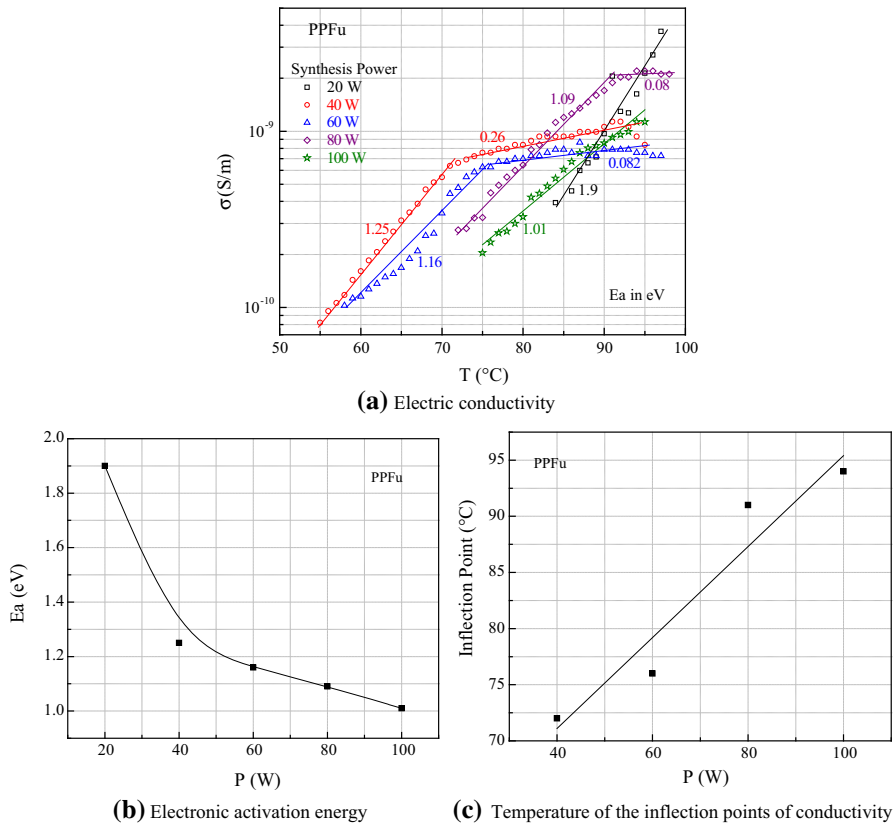 PPFu
Synthesis Power
20 W
40 W
60 W
80 W
100 W
1.09
0.08
0.26
0.082
1.25
1.16
1.01
1.9
Ea in eV
σ(S/m)
10⁻⁹
10⁻¹⁰
50 60 70 80 90 100
T (°C)
(a) Electric conductivity
PPFu
Ea (eV)
2.0
1.8
1.6
1.4
1.2
1.0
20 40 60 80 100
P (W)
(b) Electronic activation energy
PPFu
Inflection Point (°C)
95
90
85
80
75
70
40 60 80 100
P (W)
(c) Temperature of the inflection points of conductivity